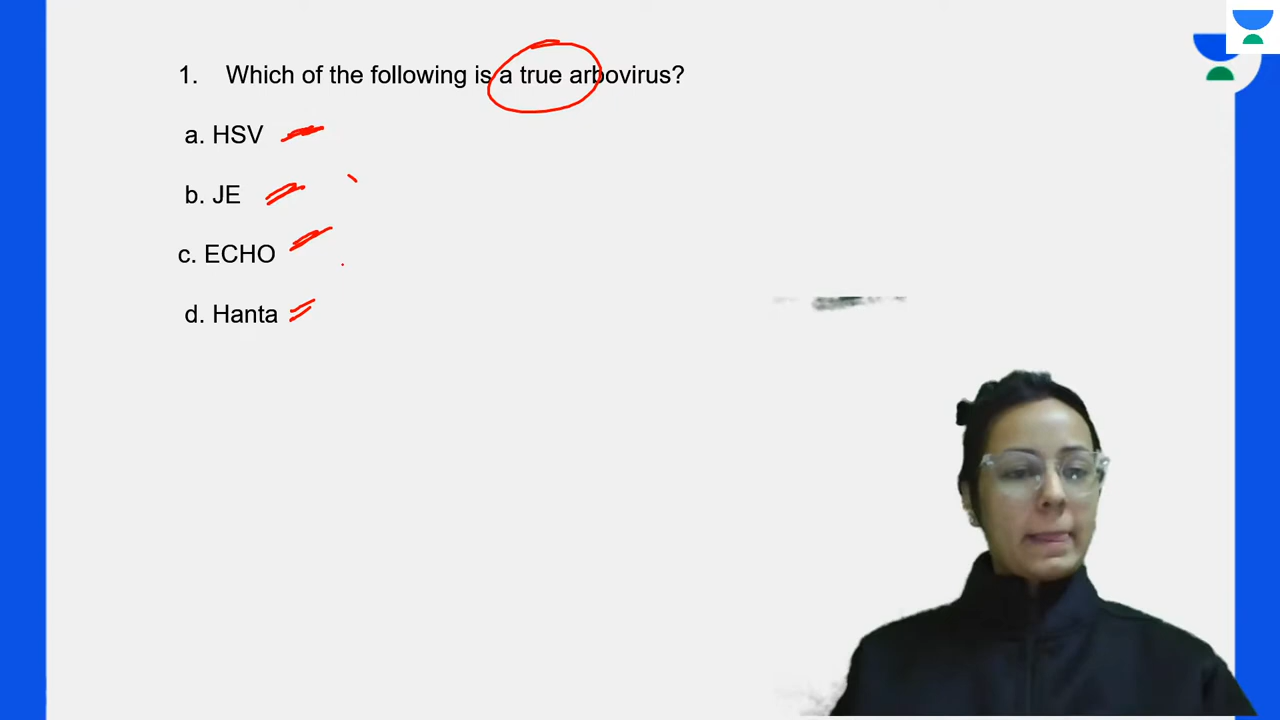 1. Which of the following is a true arbovirus?
a. HSV
b. JE
c. ECHO
d. Hanta